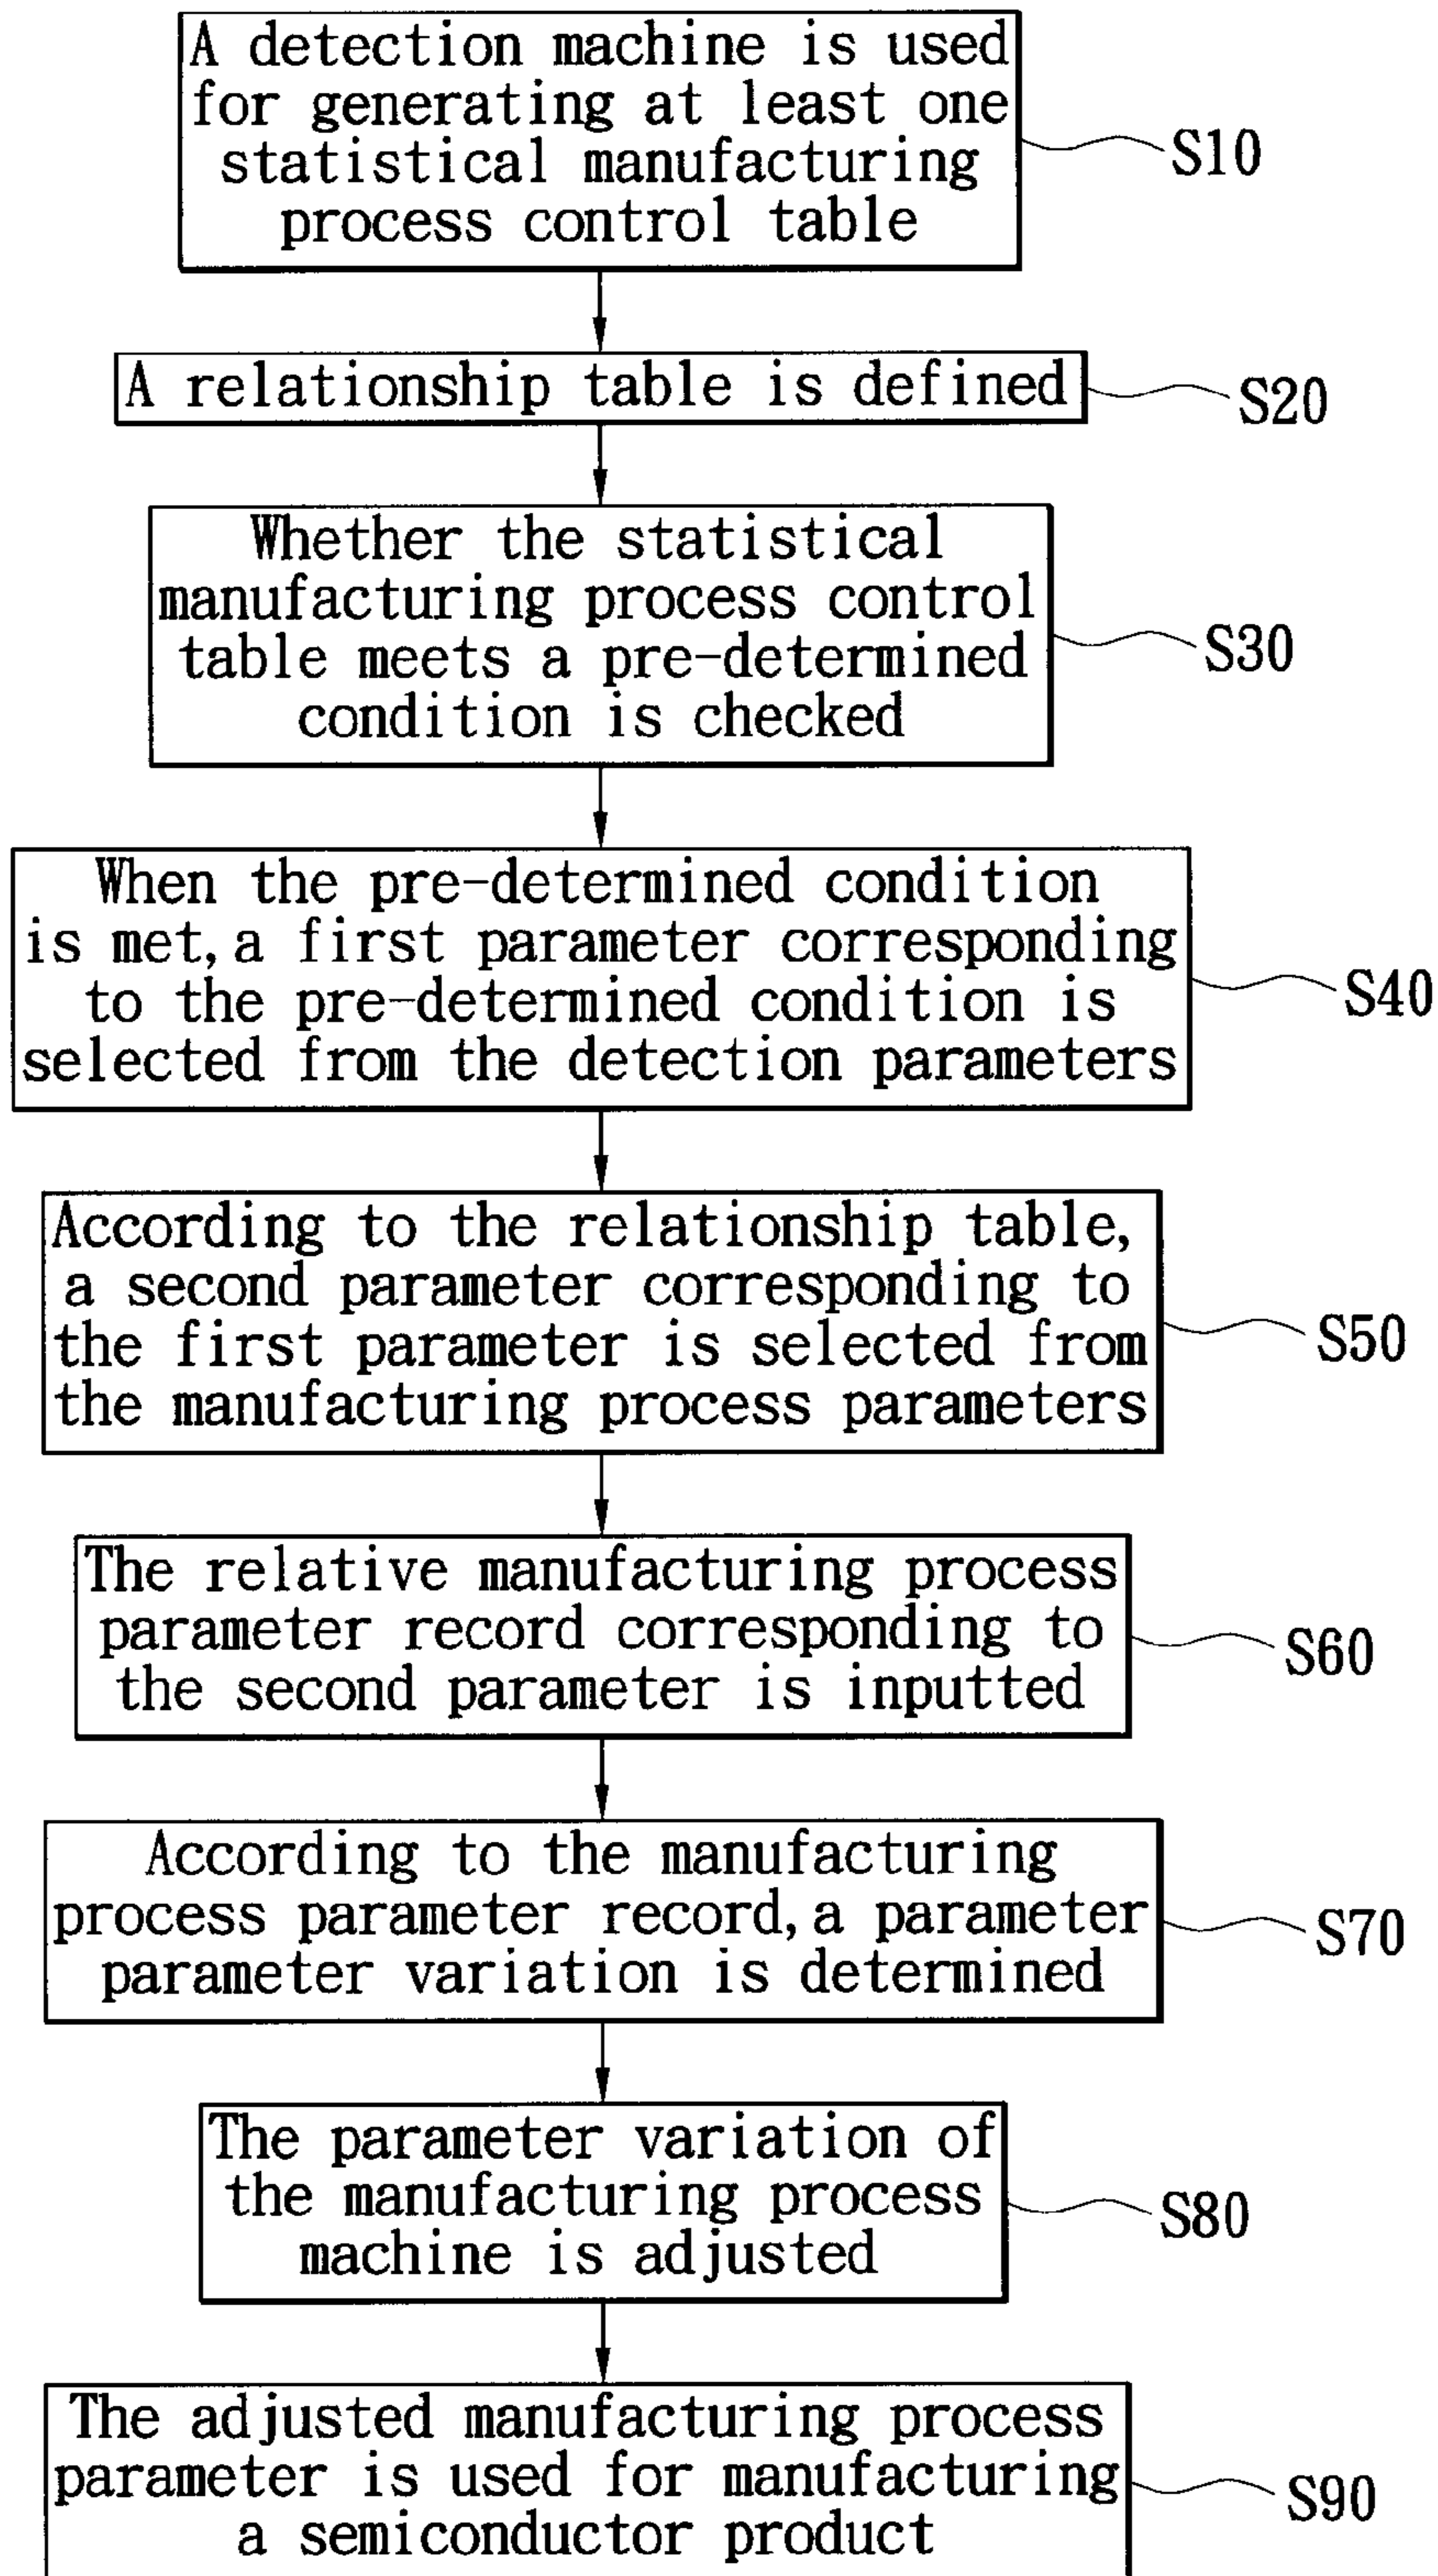 A detection machine is used
for generating at least one
statistical manufacturing
process control table
S10
A relationship table is defined
S20
Whether the statistical
manufacturing process control
table meets a pre-determined
condition is checked
S30
When the pre-determined condition
is met, a first parameter corresponding
to the pre-determined condition is
selected from the detection parameters
S40
According to the relationship table,
a second parameter corresponding to
the first parameter is selected from
the manufacturing process parameters
S50
The relative manufacturing process
parameter record corresponding to
the second parameter is inputted
S60
According to the manufacturing
process parameter record, a parameter
parameter variation is determined
S70
The parameter variation of
the manufacturing process
machine is adjusted
S80
The adjusted manufacturing process
parameter is used for manufacturing
a semiconductor product
S90